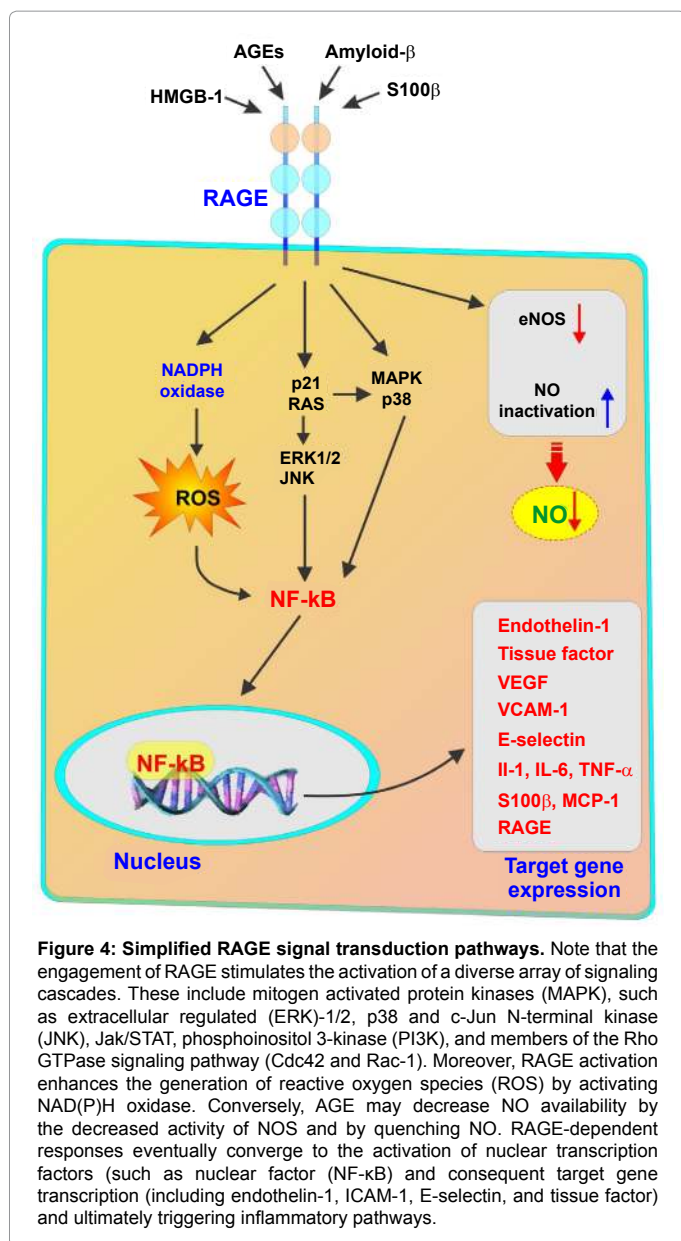 AGEs
Amyloid-β
HMGB-1
S100β
RAGE
eNOS
NADPH
oxidase
p21
RAS
MAPK
p38
NO
inactivation
ERK1/2
JNK
ROS
NO
NF-kB
Endothelin-1
Tissue factor
VEGF
VCAM-1
E-selectin
Il-1, IL-6, TNF-α
S100β, MCP-1
RAGE
NF-kB
Nucleus
Target gene
expression
Figure 4: Simplified RAGE signal transduction pathways. Note that the
engagement of RAGE stimulates the activation of a diverse array of signaling
cascades. These include mitogen activated protein kinases (MAPK), such
as extracellular regulated (ERK)-1/2, p38 and c-Jun N-terminal kinase
(JNK), Jak/STAT, phosphoinositol 3-kinase (PI3K), and members of the Rho
GTPase signaling pathway (Cdc42 and Rac-1). Moreover, RAGE activation
enhances the generation of reactive oxygen species (ROS) by activating
NAD(P)H oxidase. Conversely, AGE may decrease NO availability by
the decreased activity of NOS and by quenching NO. RAGE-dependent
responses eventually converge to the activation of nuclear transcription
factors (such as nuclear factor (NF-κB) and consequent target gene
transcription (including endothelin-1, ICAM-1, E-selectin, and tissue factor)
and ultimately triggering inflammatory pathways.